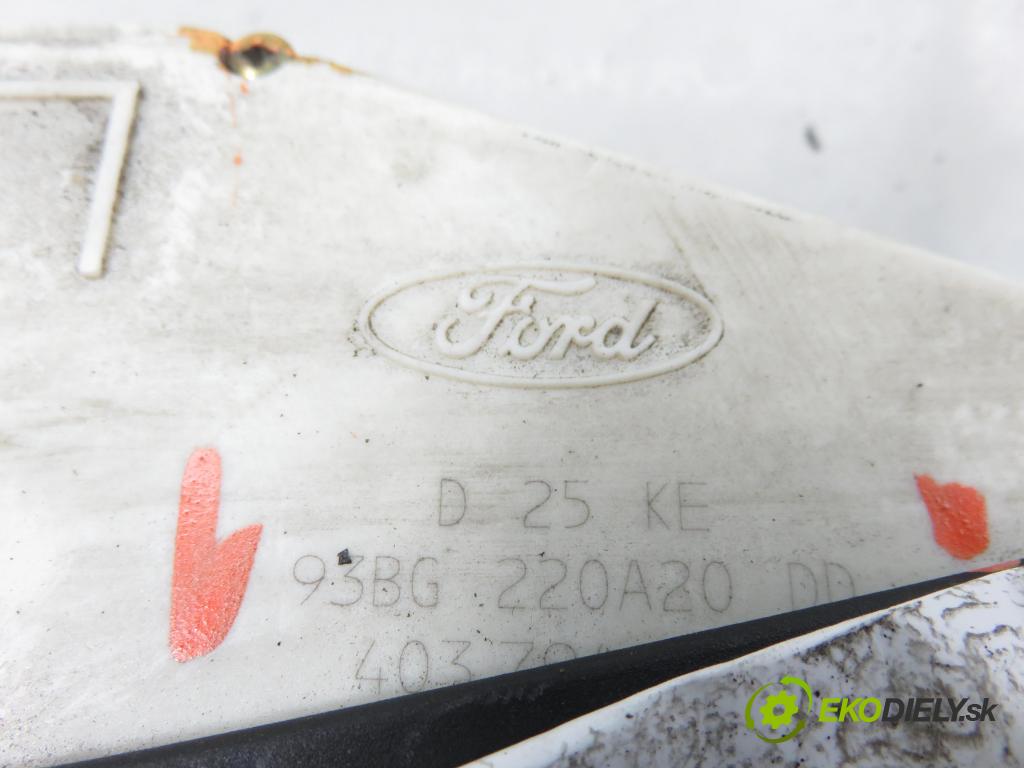 Ford
D 25 KE
93BG 220A20 DD
EKODIELY.sk